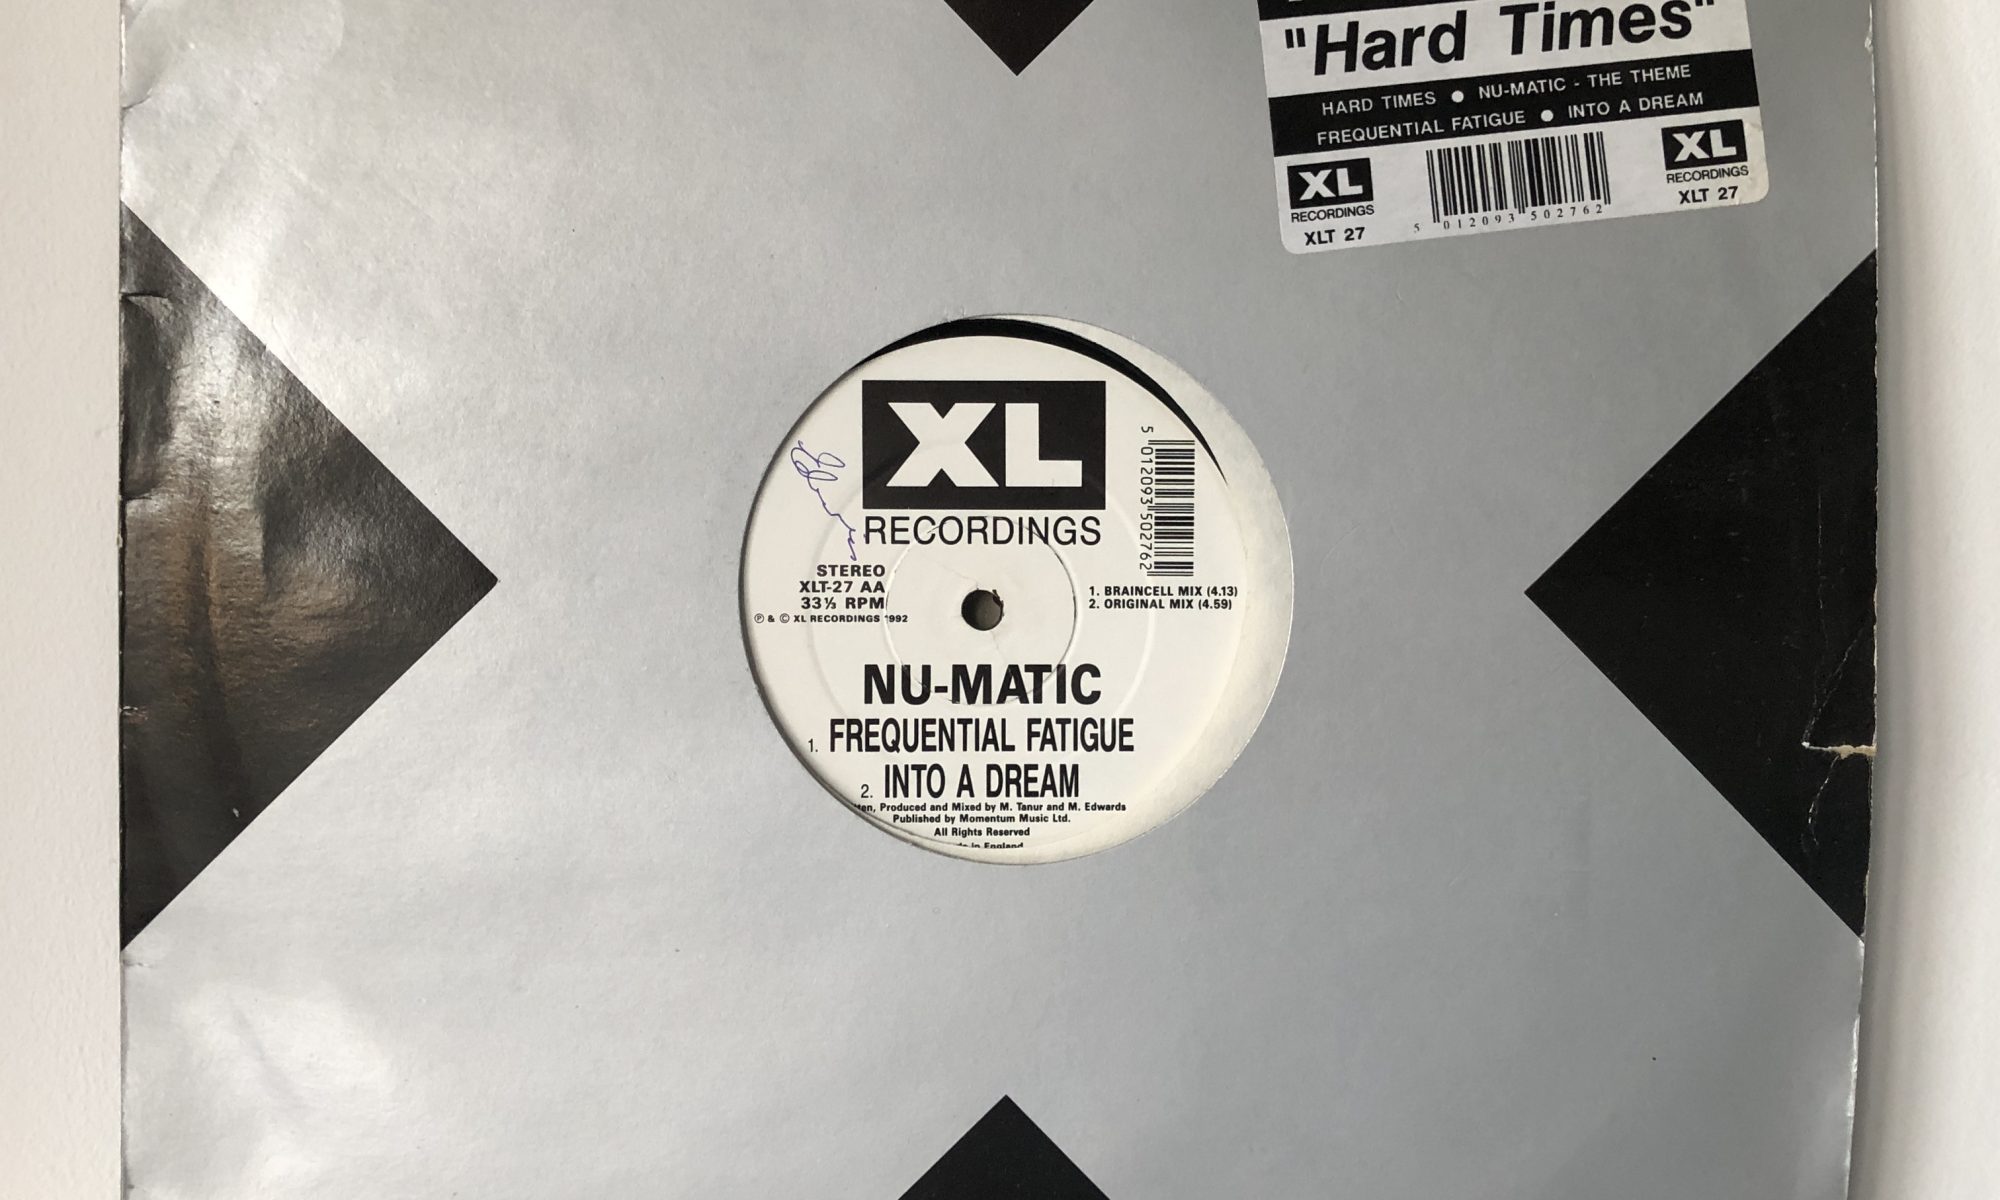 "Hard Times"
HARD TIMES ● NU-MATIC - THE THEME
FREQUENTIAL FATIGUE ● INTO A DREAM
XL
RECORDINGS
XLT 27
5 012093 502762
XL
RECORDINGS
XLT 27
XL
RECORDINGS
5 012093 502762
STEREO
XLT-27 AA
33⅓ RPM
℗ & © XL RECORDINGS 1992
1. BRAINCELL MIX (4.13)
2. ORIGINAL MIX (4.59)
NU-MATIC
1. FREQUENTIAL FATIGUE
2. INTO A DREAM
Produced and Mixed by M. Tanur and M. Edwards
Published by Momentum Music Ltd.
All Rights Reserved
in England